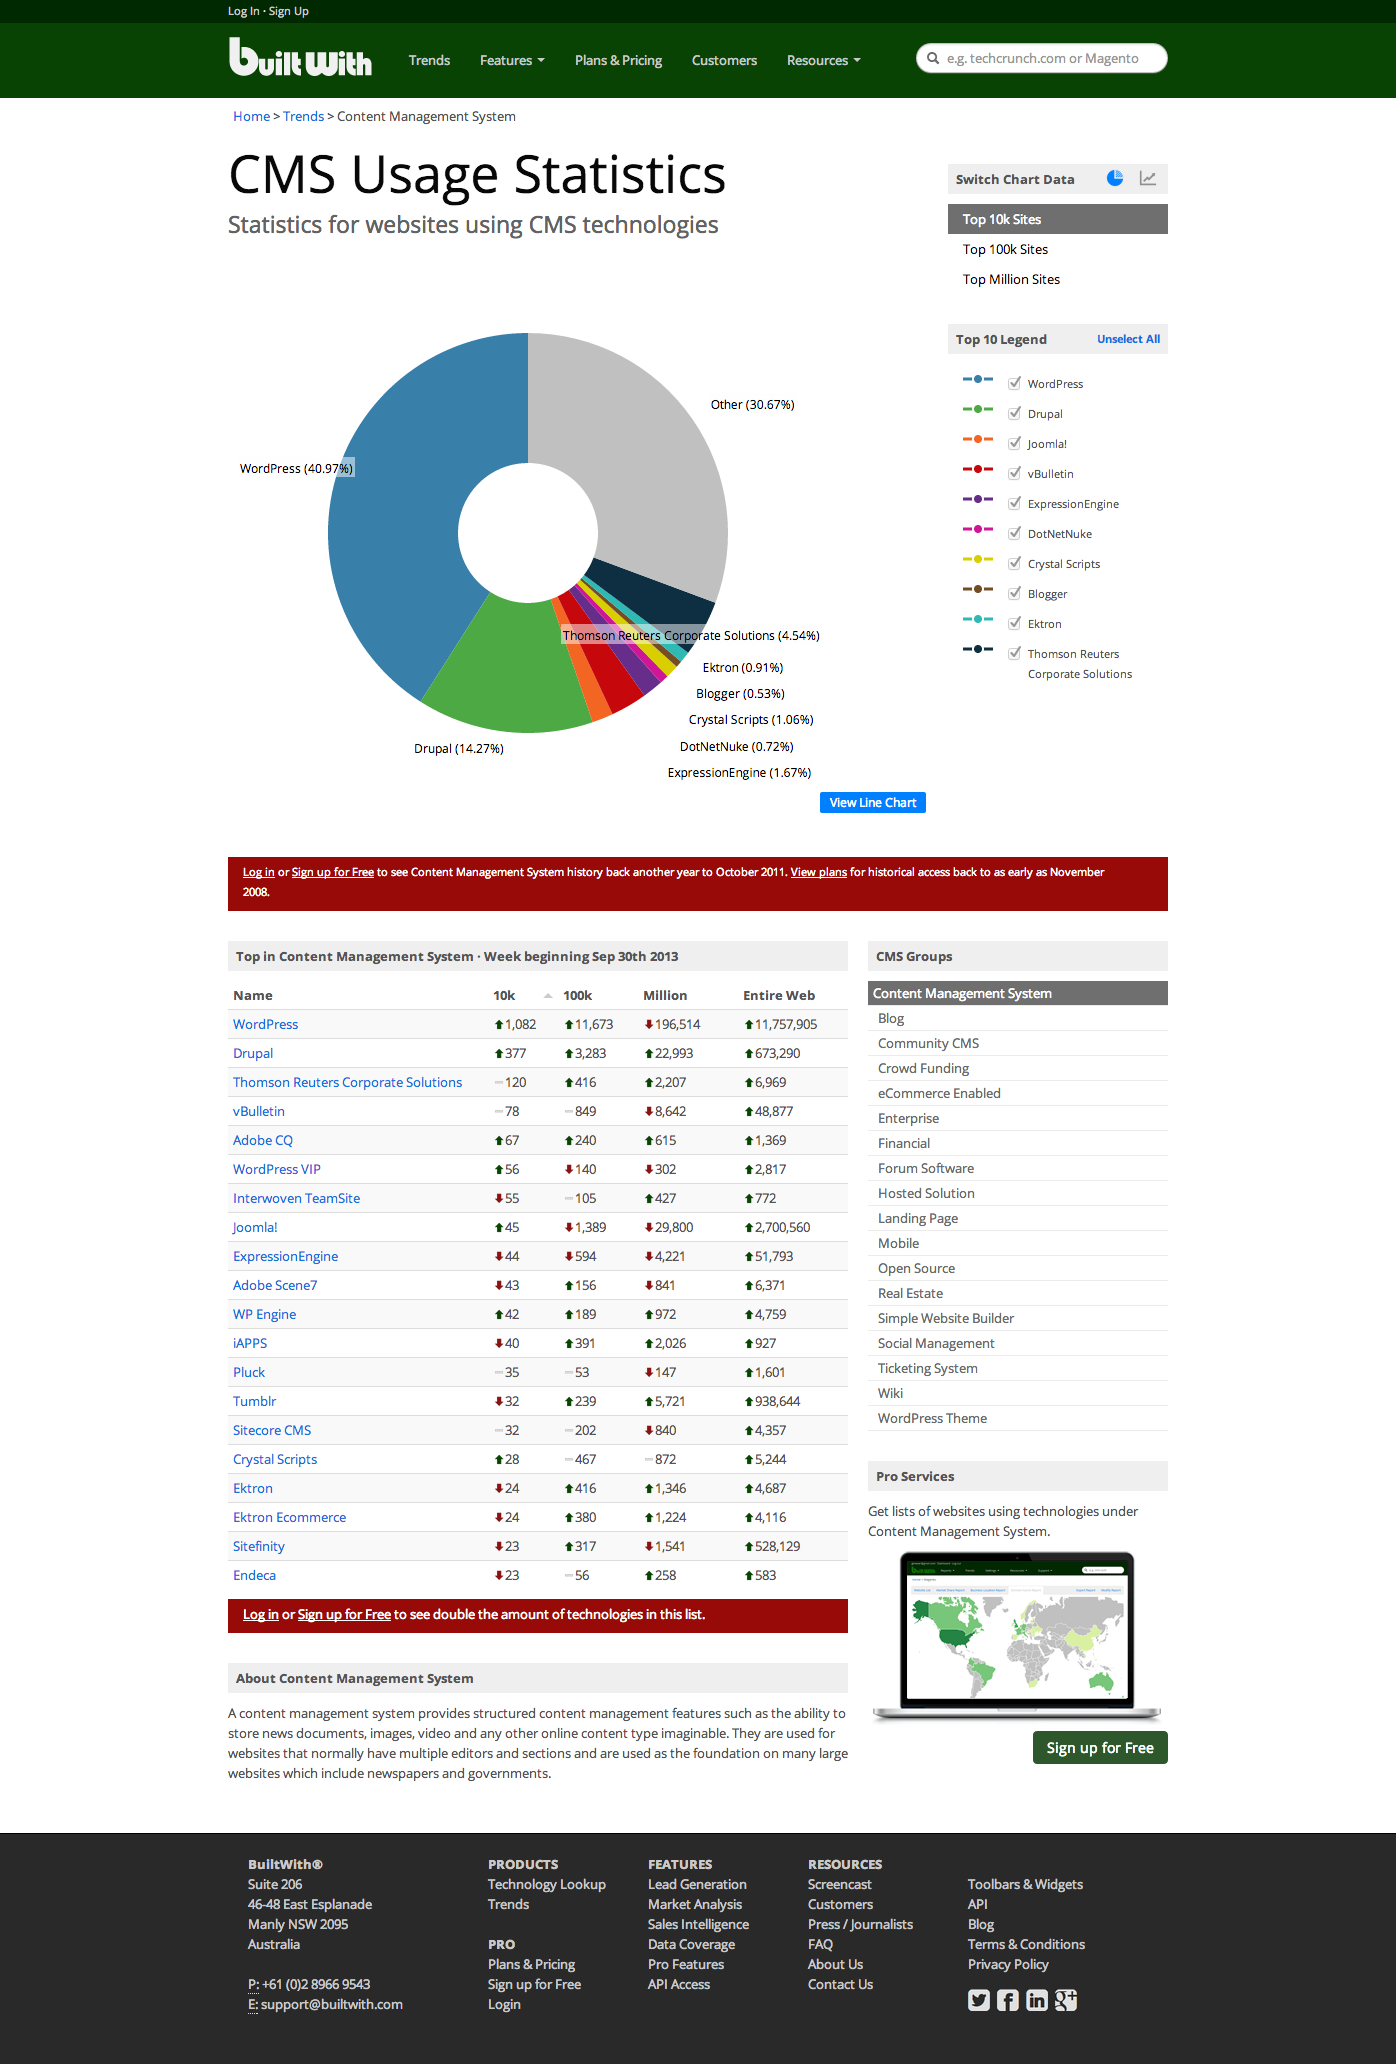 Log In · Sign Up
Built With
Trends
Features
Plans & Pricing
Customers
Resources
e.g. techcrunch.com or Magento
Home > Trends > Content Management System
CMS Usage Statistics
Statistics for websites using CMS technologies
Switch Chart Data
Top 10k Sites
Top 100k Sites
Top Million Sites
Other (30.67%)
WordPress (40.97%)
Thomson Reuters Corporate Solutions (4.54%)
Ektron (0.91%)
Blogger (0.53%)
Crystal Scripts (1.06%)
DotNetNuke (0.72%)
ExpressionEngine (1.67%)
Drupal (14.27%)
View Line Chart
Top 10 Legend
Unselect All
WordPress
Drupal
Joomla!
vBulletin
ExpressionEngine
DotNetNuke
Crystal Scripts
Blogger
Ektron
Thomson Reuters
Corporate Solutions
Log in or Sign up for Free to see Content Management System history back another year to October 2011. View plans for historical access back to as early as November
2008.
Top in Content Management System · Week beginning Sep 30th 2013
Name 10k 100k Million Entire Web
WordPress 1,082 11,673 196,514 11,757,905
Drupal 377 3,283 22,993 673,290
Thomson Reuters Corporate Solutions 120 416 2,207 6,969
vBulletin 78 849 8,642 48,877
Adobe CQ 67 240 615 1,369
WordPress VIP 56 140 302 2,817
Interwoven TeamSite 55 105 427 772
Joomla! 45 1,389 29,800 2,700,560
ExpressionEngine 44 594 4,221 51,793
Adobe Scene7 43 156 841 6,371
WP Engine 42 189 972 4,759
iAPPS 40 391 2,026 927
Pluck 35 53 147 1,601
Tumblr 32 239 5,721 938,644
Sitecore CMS 32 202 840 4,357
Crystal Scripts 28 467 872 5,244
Ektron 24 416 1,346 4,687
Ektron Ecommerce 24 380 1,224 4,116
Sitefinity 23 317 1,541 528,129
Endeca 23 56 258 583
Log in or Sign up for Free to see double the amount of technologies in this list.
About Content Management System
A content management system provides structured content management features such as the ability to
store news documents, images, video and any other online content type imaginable. They are used for
websites that normally have multiple editors and sections and are used as the foundation on many large
websites which include newspapers and governments.
CMS Groups
Content Management System
Blog
Community CMS
Crowd Funding
eCommerce Enabled
Enterprise
Financial
Forum Software
Hosted Solution
Landing Page
Mobile
Open Source
Real Estate
Simple Website Builder
Social Management
Ticketing System
Wiki
WordPress Theme
Pro Services
Get lists of websites using technologies under
Content Management System.
Sign up for Free
BuiltWith®
Suite 206
46-48 East Esplanade
Manly NSW 2095
Australia
P: +61 (0)2 8966 9543
E: support@builtwith.com
PRODUCTS
Technology Lookup
Trends
PRO
Plans & Pricing
Sign up for Free
Login
FEATURES
Lead Generation
Market Analysis
Sales Intelligence
Data Coverage
Pro Features
API Access
RESOURCES
Screencast
Customers
Press / Journalists
FAQ
About Us
Contact Us
Toolbars & Widgets
API
Blog
Terms & Conditions
Privacy Policy